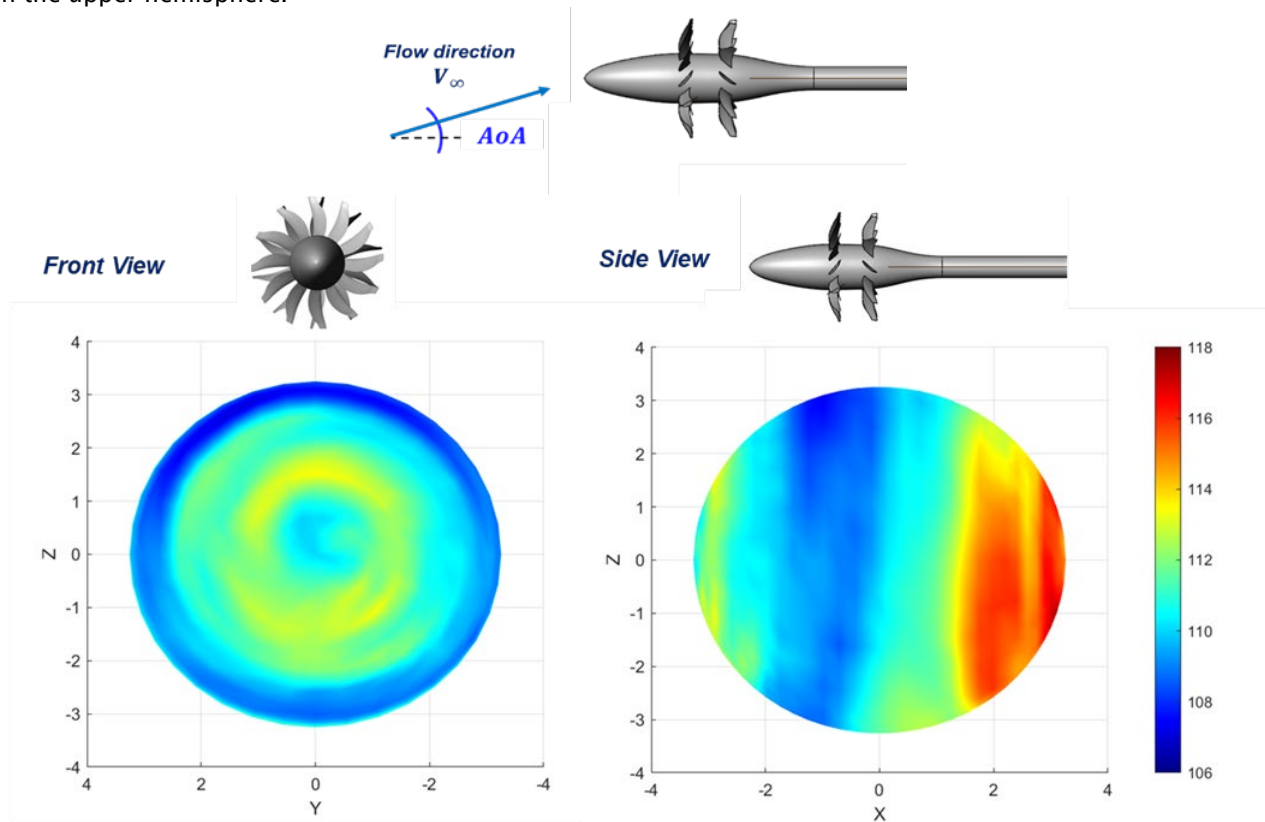 n the upper hemisphere.
Flow direction
V∞
AoA
Front View
Side View
4
3
2
1
0
-1
-2
-3
-4
Z
4 2 0 -2 -4
Y
4
3
2
1
0
-1
-2
-3
-4
Z
-4 -2 0 2 4
X
118
116
114
112
110
108
106